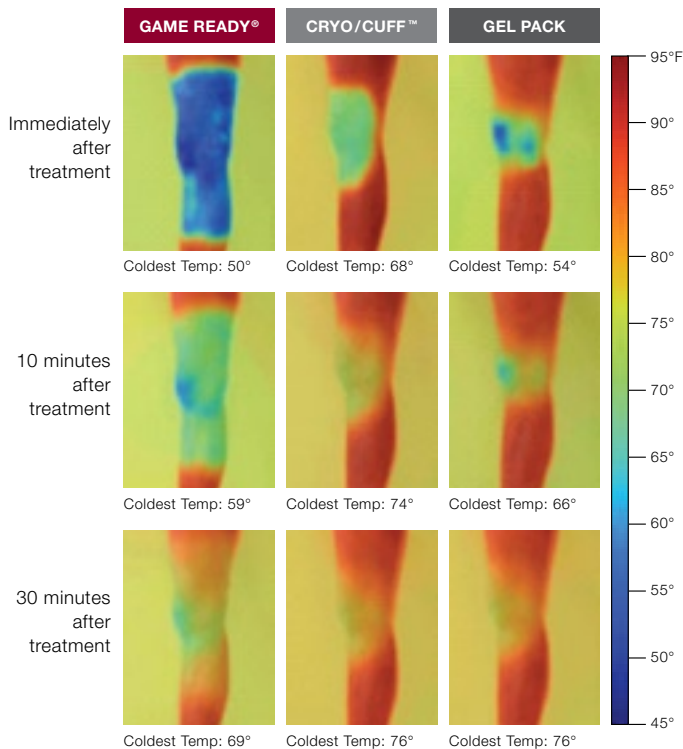 GAME READY®
CRYO/CUFF™
GEL PACK
95°F
90°
85°
80°
75°
70°
65°
60°
55°
50°
45°
Immediately
after
treatment
Coldest Temp: 50°
Coldest Temp: 68°
Coldest Temp: 54°
10 minutes
after
treatment
Coldest Temp: 59°
Coldest Temp: 74°
Coldest Temp: 66°
30 minutes
after
treatment
Coldest Temp: 69°
Coldest Temp: 76°
Coldest Temp: 76°